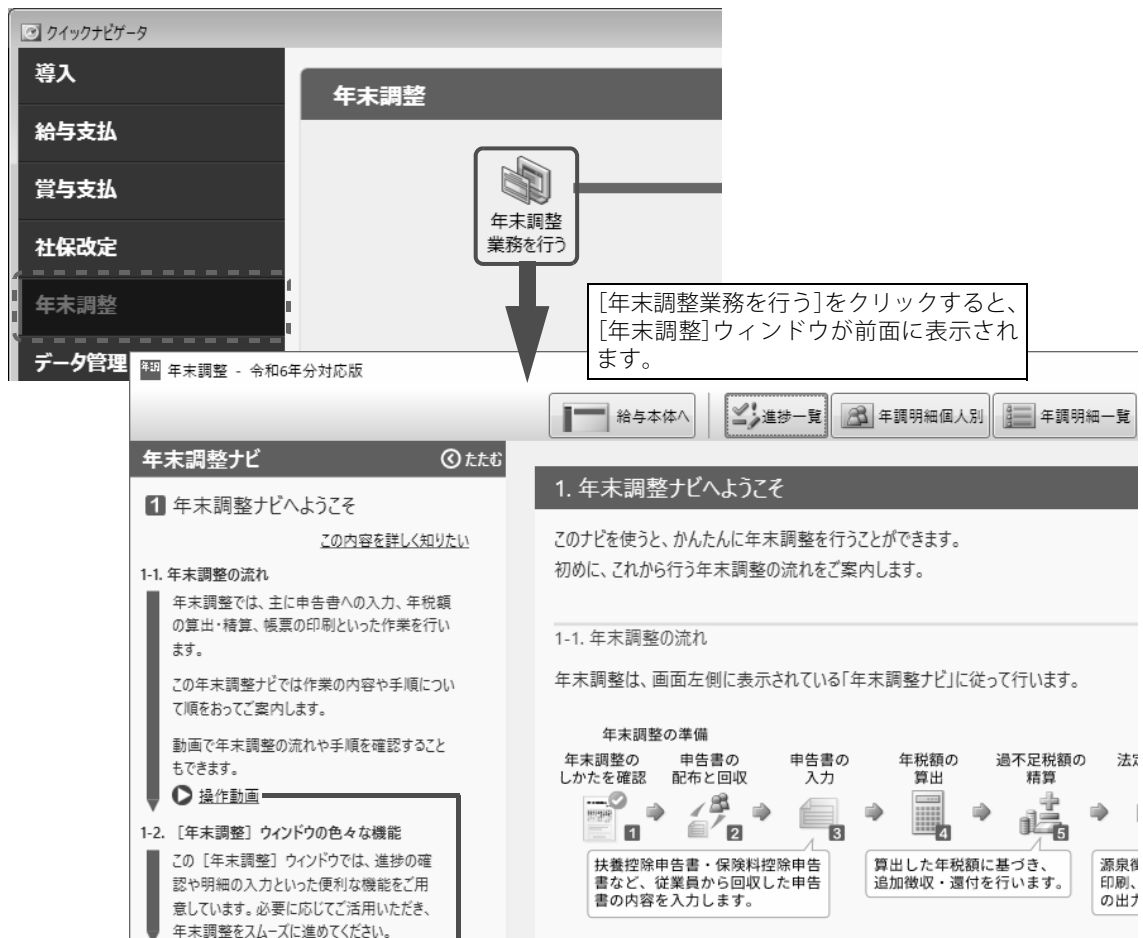 クイックナビゲータ
導入
給与支払
賞与支払
社保改定
年末調整
データ管理
年末調整
年末調整
業務を行う
[年末調整業務を行う]をクリックすると、
[年末調整]ウィンドウが前面に表示され
ます。
年調 年末調整 - 令和6年分対応版
給与本体へ
進捗一覧
年調明細個人別
年調明細一覧
年末調整ナビ
たたむ
1 年末調整ナビへようこそ
この内容を詳しく知りたい
1-1. 年末調整の流れ
年末調整では、主に申告書への入力、年税額
の算出・精算、帳票の印刷といった作業を行い
ます。
この年末調整ナビでは作業の内容や手順につい
て順をおってご案内します。
動画で年末調整の流れや手順を確認すること
もできます。
操作動画
1-2. [年末調整] ウィンドウの色々な機能
この [年末調整] ウィンドウでは、進捗の確
認や明細の入力といった便利な機能をご用
意しています。必要に応じてご活用いただき、
年末調整をスムーズに進めてください。
1. 年末調整ナビへようこそ
このナビを使うと、かんたんに年末調整を行うことができます。
初めに、これから行う年末調整の流れをご案内します。
1-1. 年末調整の流れ
年末調整は、画面左側に表示されている「年末調整ナビ」に従って行います。
年末調整の準備
年末調整の
しかたを確認
1
申告書の
配布と回収
2
申告書の
入力
3
年税額の
算出
4
過不足税額の
精算
5
法定
扶養控除申告書・保険料控除申告
書など、従業員から回収した申告
書の内容を入力します。
算出した年税額に基づき、
追加徴収・還付を行います。
源泉徴
印刷、
の出力